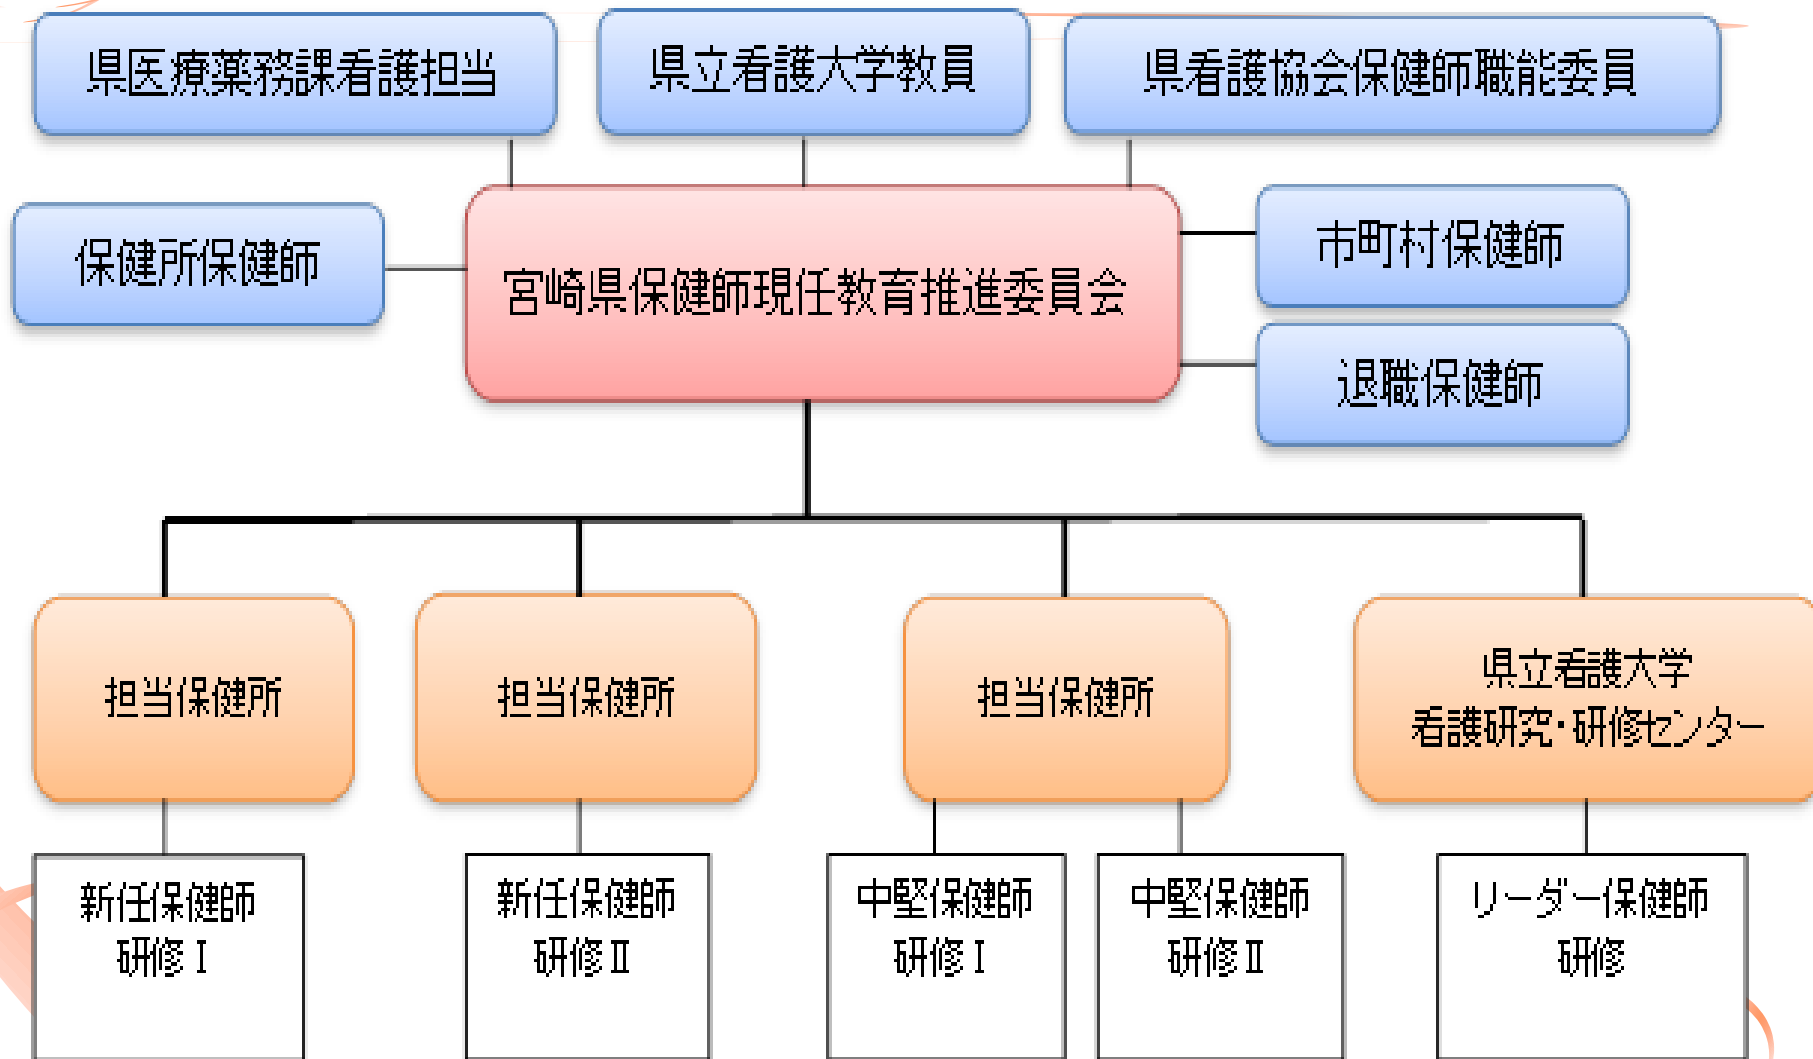 県医療薬務課看護担当
県立看護大学教員
県看護協会保健師職能委員
保健所保健師
宮崎県保健師現任教育推進委員会
市町村保健師
退職保健師
担当保健所
担当保健所
担当保健所
県立看護大学
看護研究・研修センター
新任保健師
研修Ⅰ
新任保健師
研修Ⅱ
中堅保健師
研修Ⅰ
中堅保健師
研修Ⅱ
リーダー保健師
研修